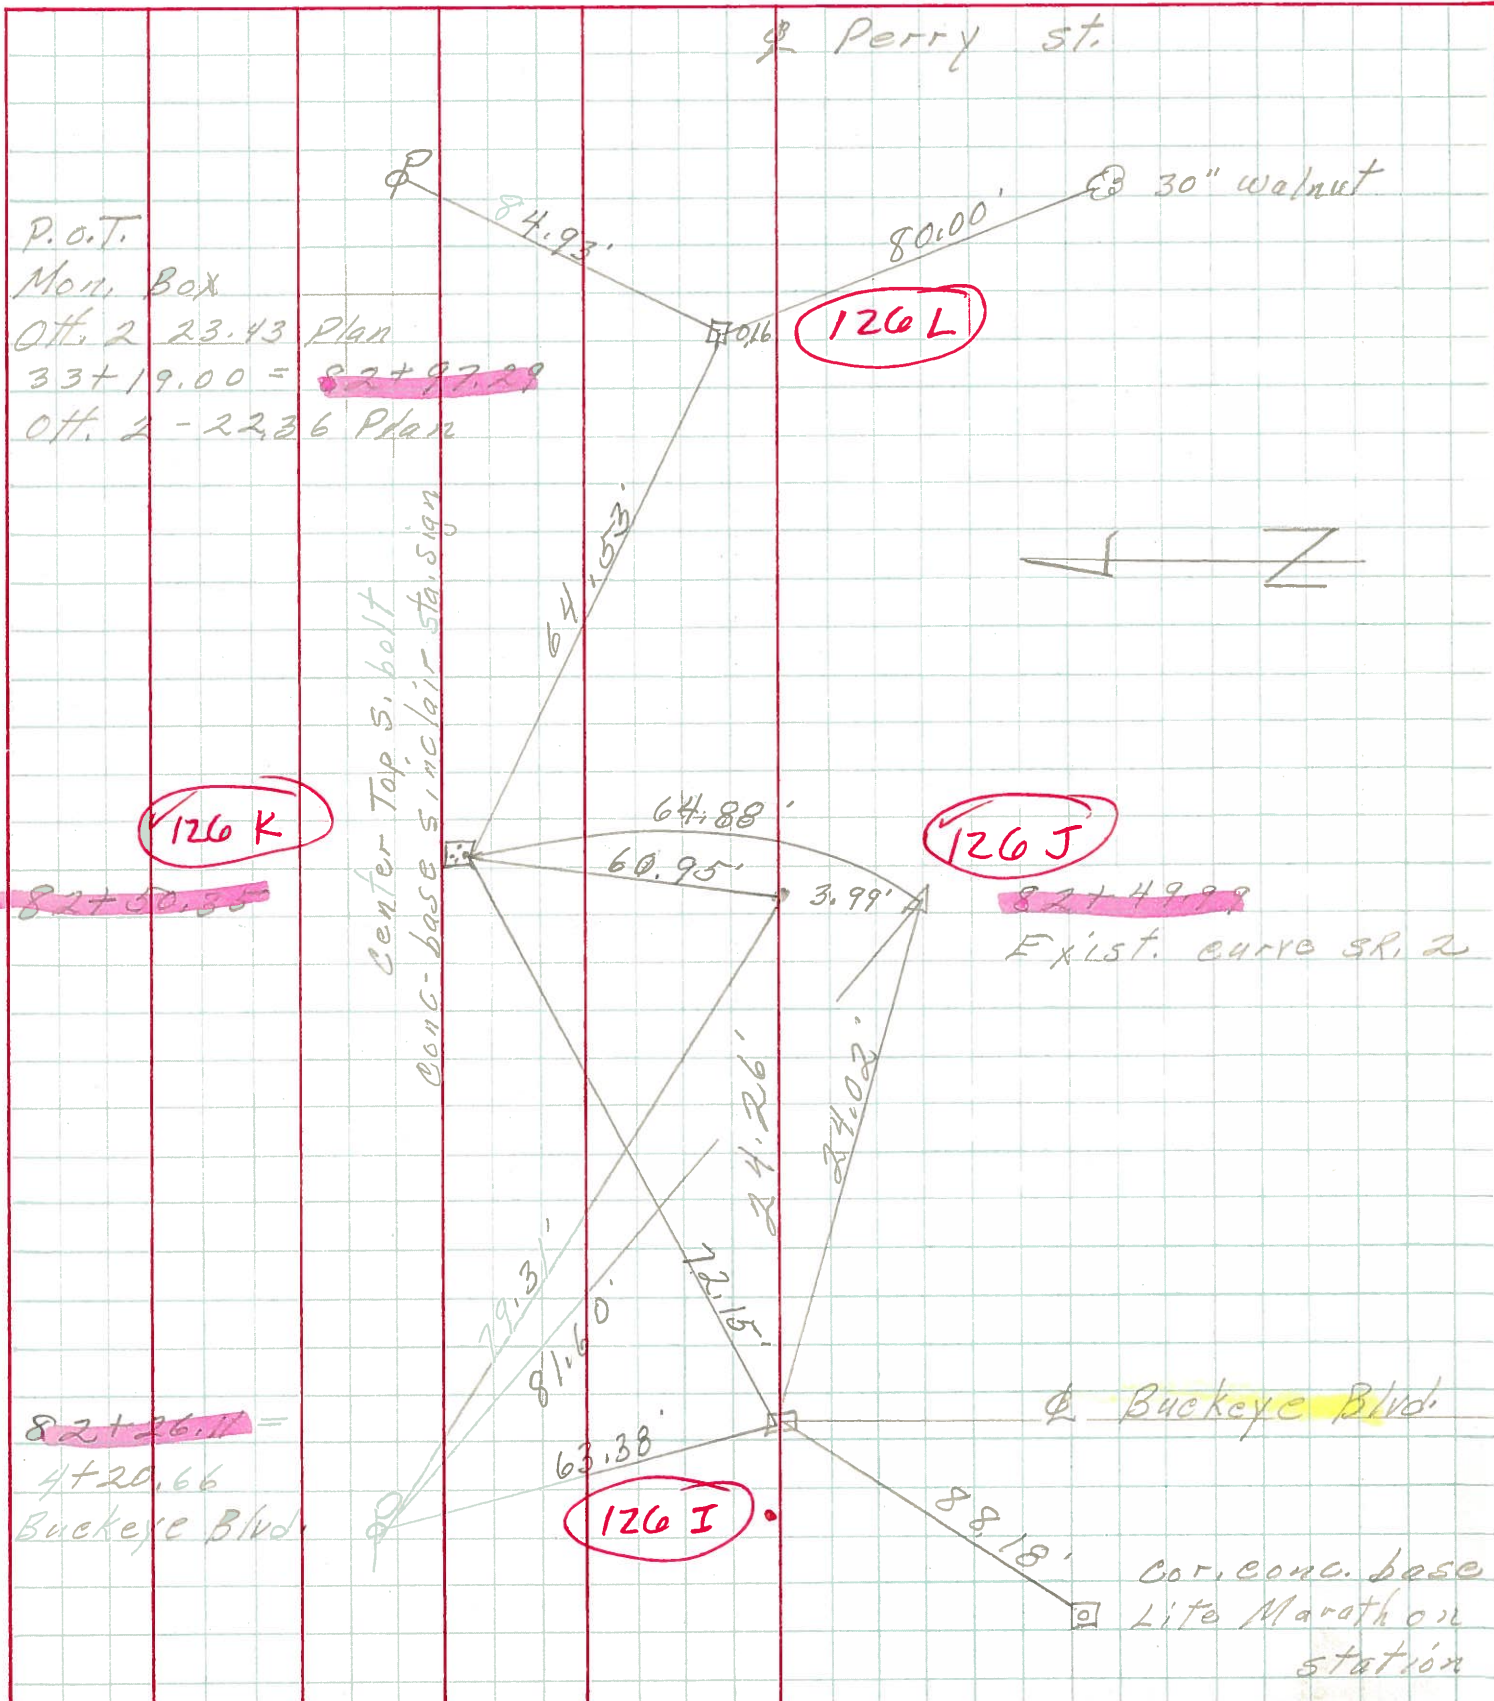 ℄ Perry St.
30" Walnut
84.93'
80.00'
P.O.T.
Mon. Box
Off. 2 23.43 Plan
33+19.00 = 82+97.29
Off. 2 - 22.36 Plan
0.16
126 L
64.53'
N
Center Top S. bolt
Conc. base Sinclair sta. sign
126 K
82+50.35
64.88'
60.95'
3.99'
126 J
82+49.99
Exist. curve SR. 2
24.26'
24.02'
79.31'
81.60'
72.15'
82+26.11 =
4+20.66
Buckeye Blvd.
63.38'
126 I
℄ Buckeye Blvd.
88.18'
Cor. conc. base
Lite Marathon
station